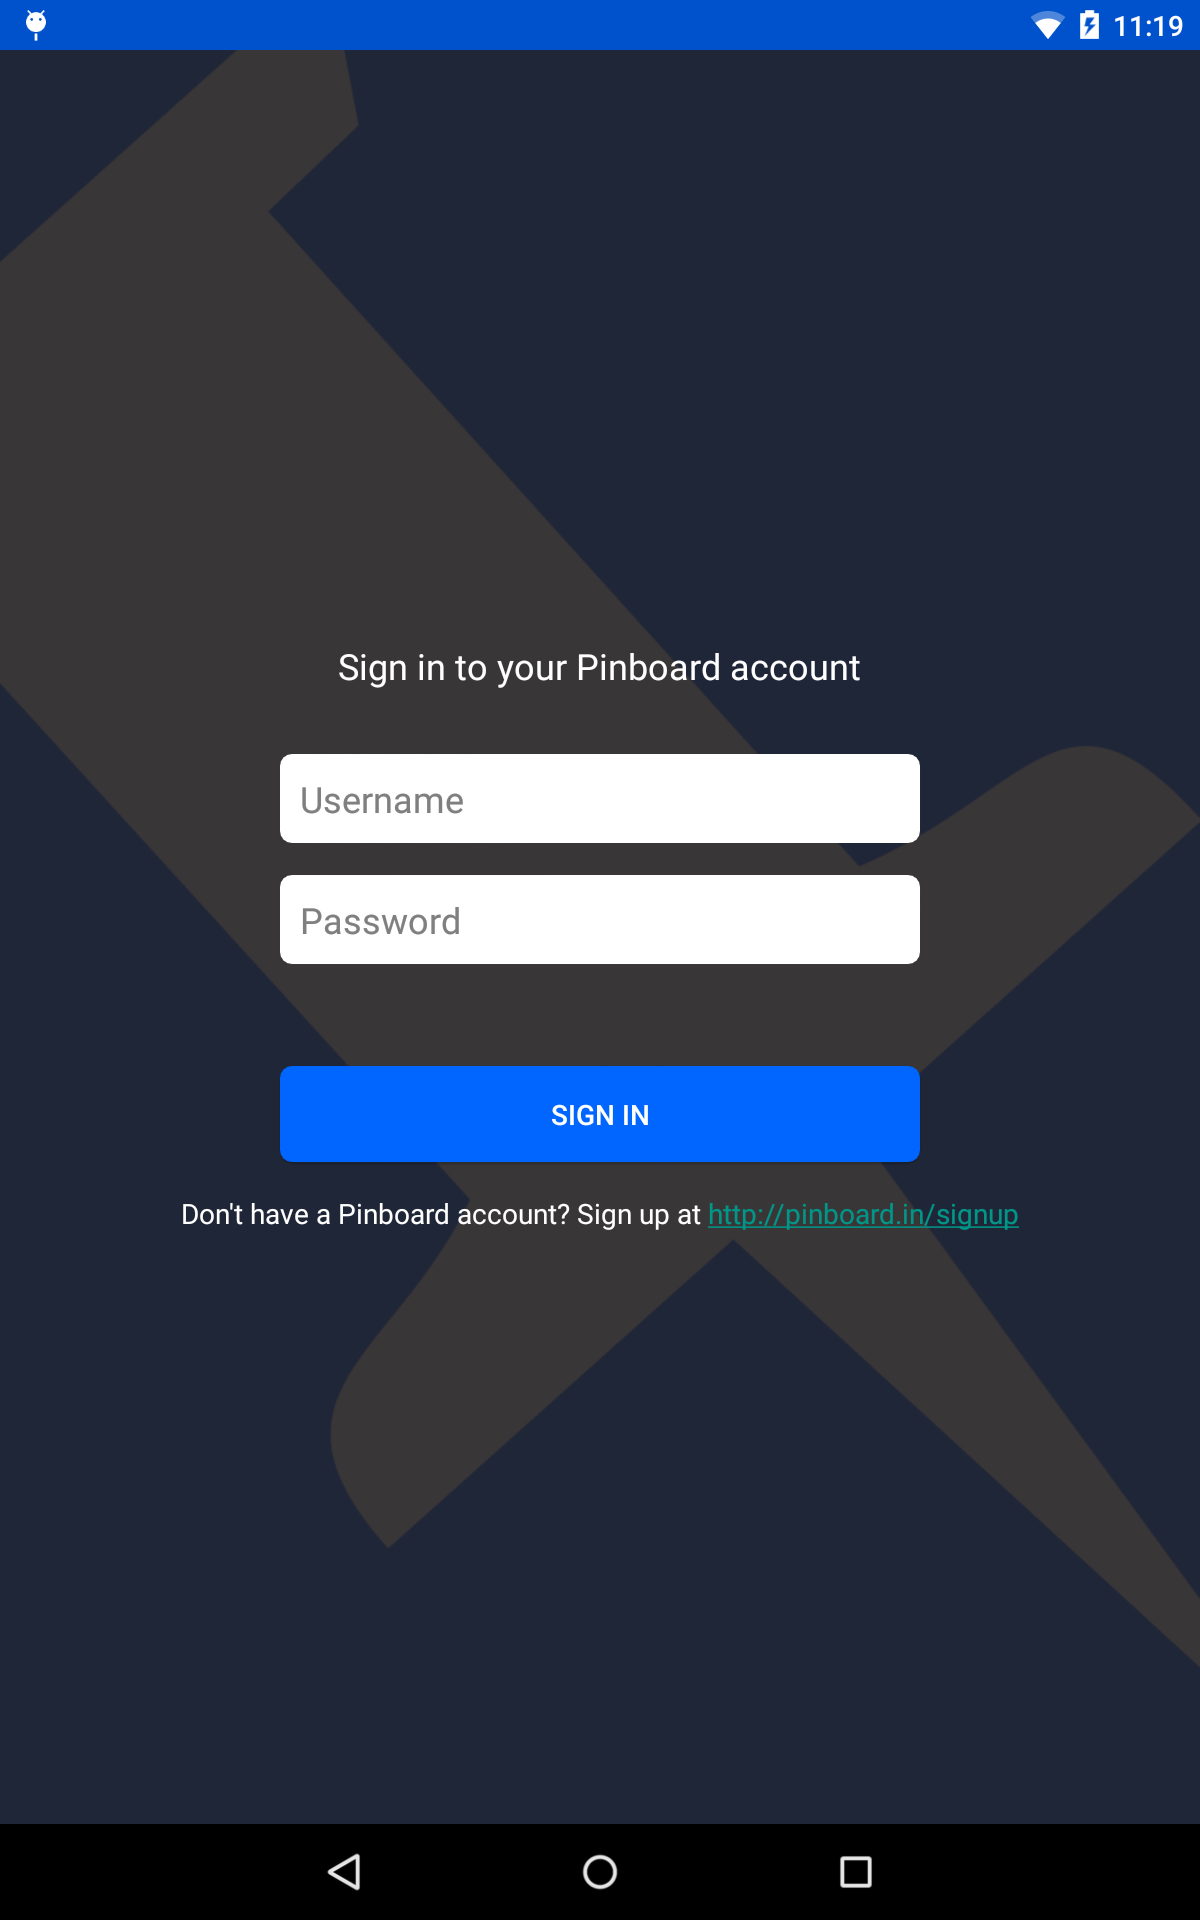 11:19
Sign in to your Pinboard account
Username
Password
SIGN IN
Don't have a Pinboard account? Sign up at http://pinboard.in/signup